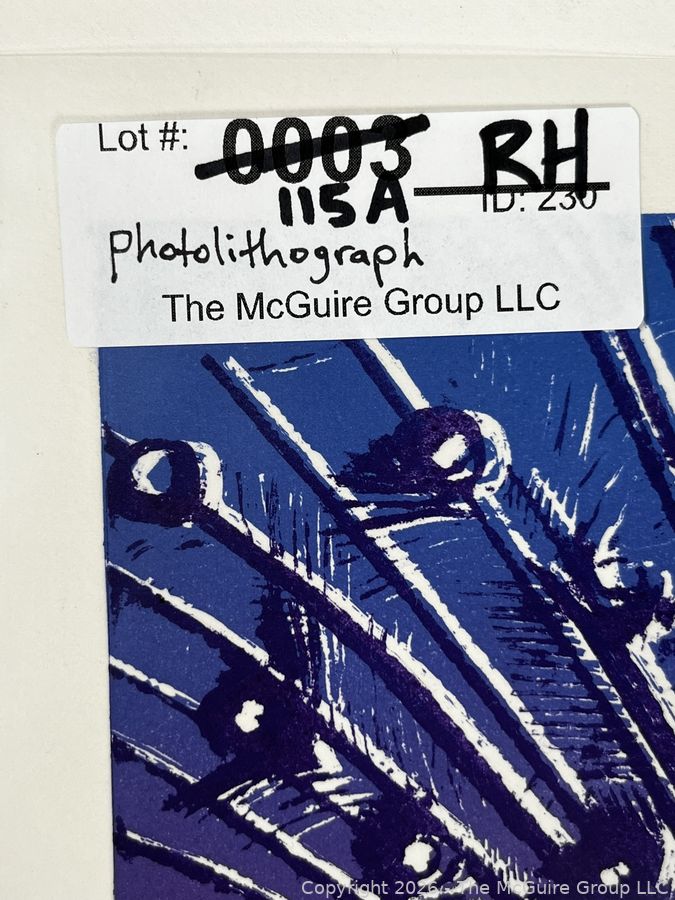 Lot #: 0003 RH
115A ID: 230
Photolithograph
The McGuire Group LLC
Copyright 2026 - The McGuire Group LLC